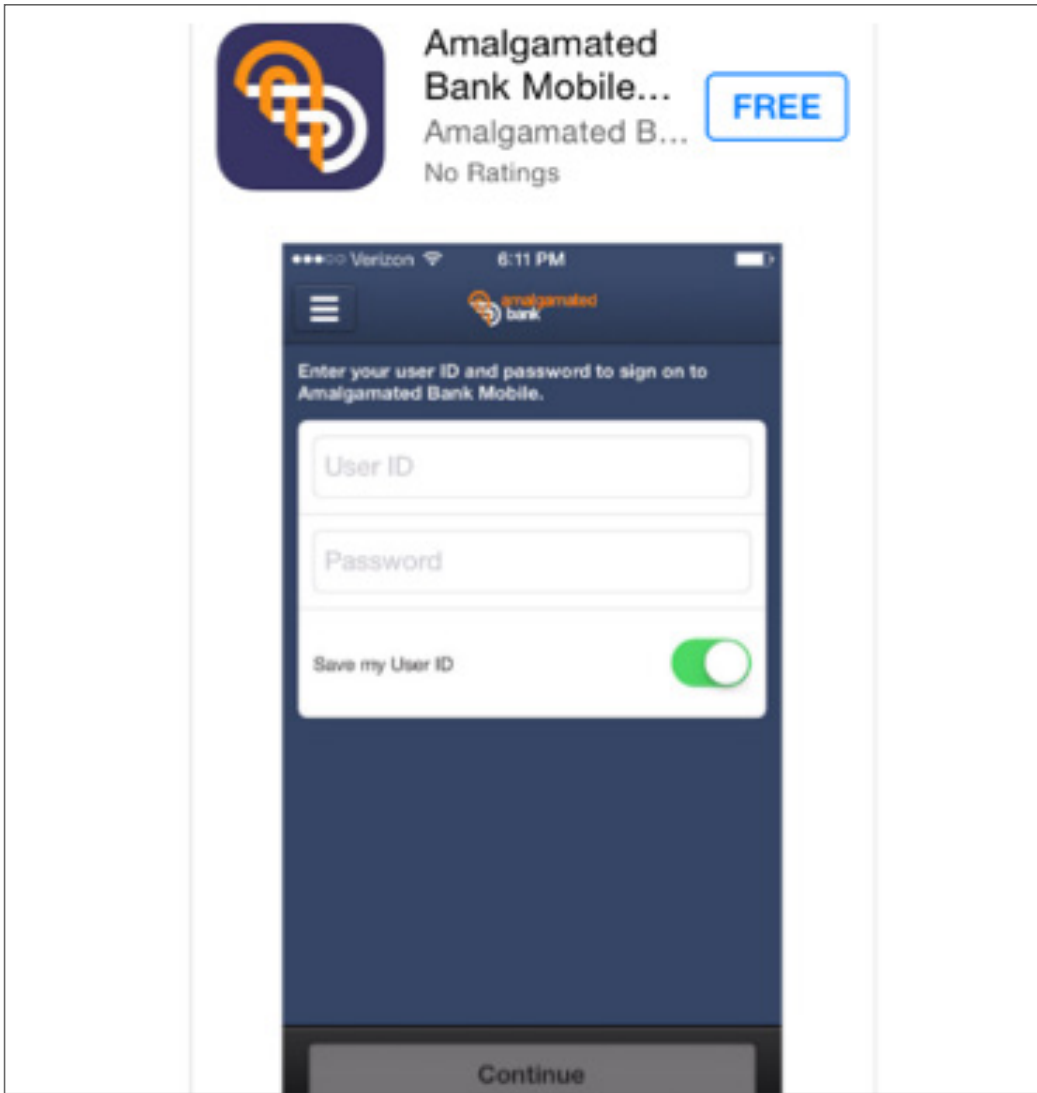 Amalgamated
Bank Mobile...
FREE
Amalgamated B...
No Ratings
Verizon 6:11 PM
amalgamated
bank
Enter your user ID and password to sign on to
Amalgamated Bank Mobile.
User ID
Password
Save my User ID
Continue